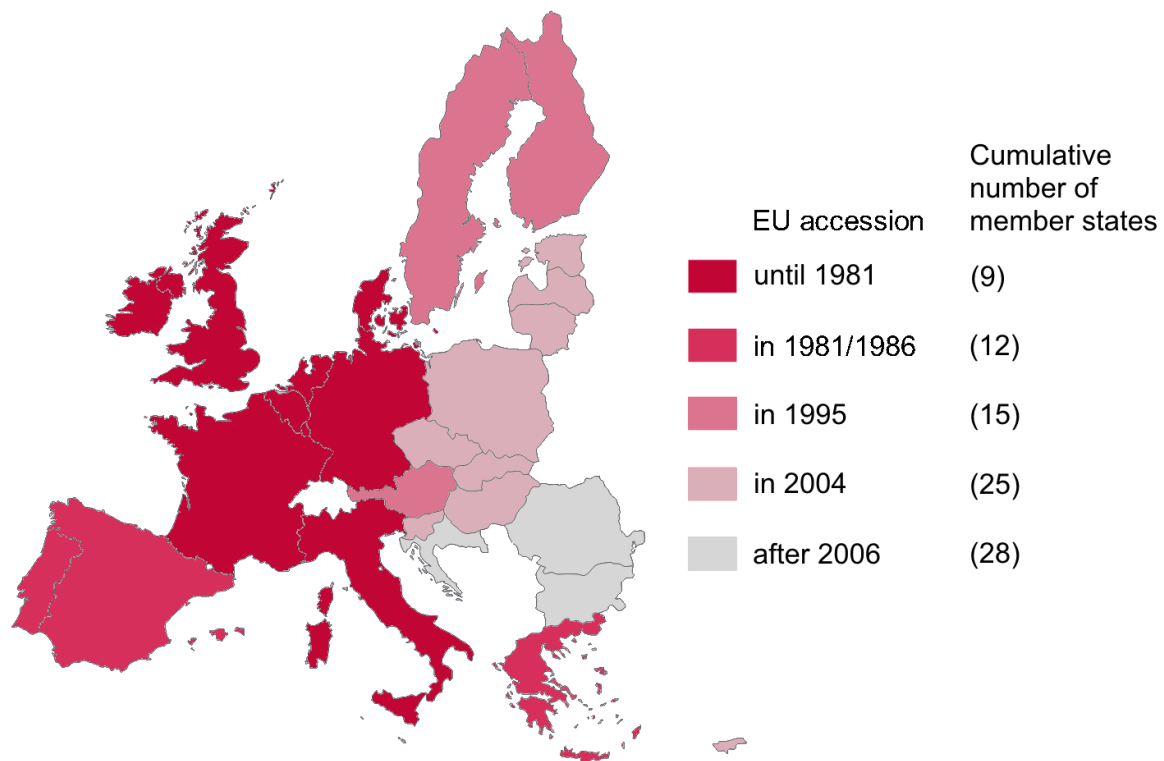 Cumulative
number of
member states
EU accession
until 1981 (9)
in 1981/1986 (12)
in 1995 (15)
in 2004 (25)
after 2006 (28)